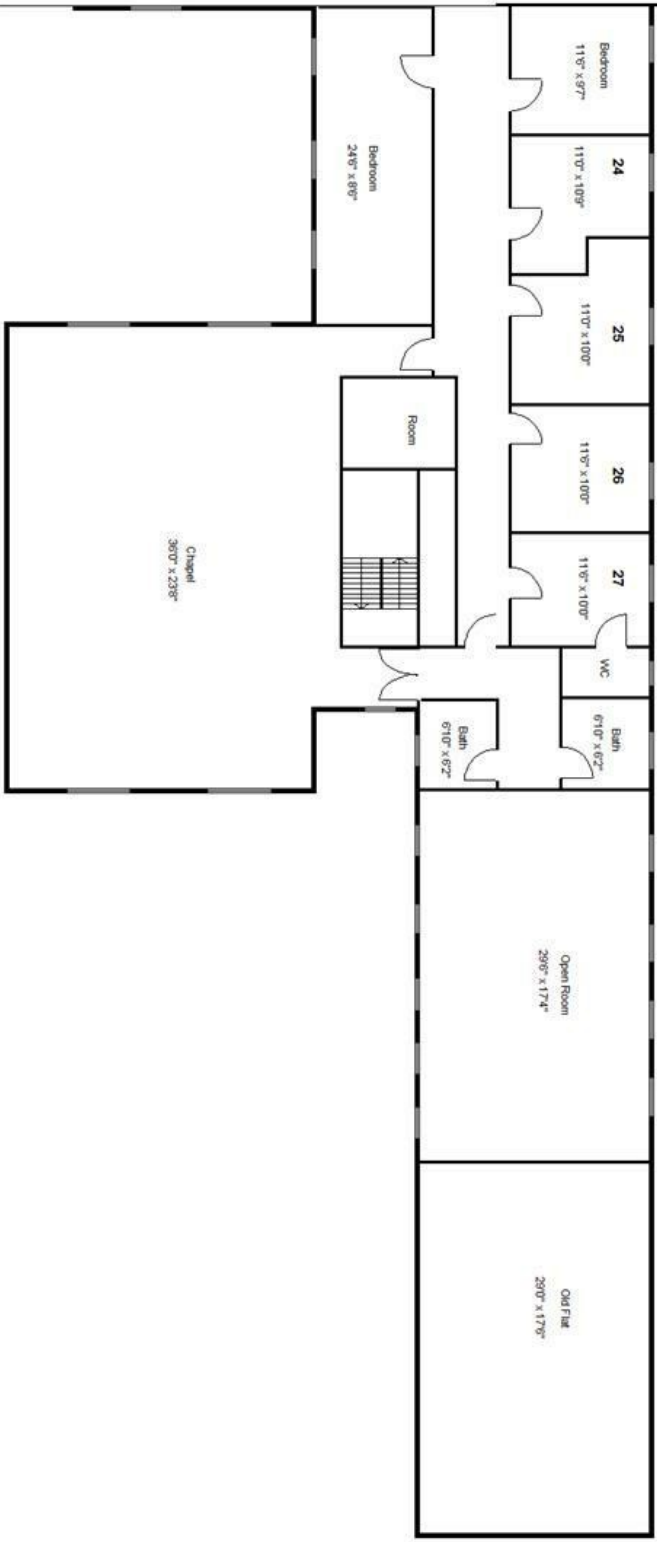 Bedroom
11'6" x 9'7"
24
11'0" x 10'9"
25
11'0" x 10'0"
26
11'6" x 10'0"
27
11'6" x 10'0"
WC
Bath
6'10" x 6'2"
Bedroom
24'6" x 8'6"
Room
Bath
6'10" x 6'2"
Chapel
36'0" x 23'8"
Open Room
29'6" x 17'4"
Old Flat
29'0" x 17'6"